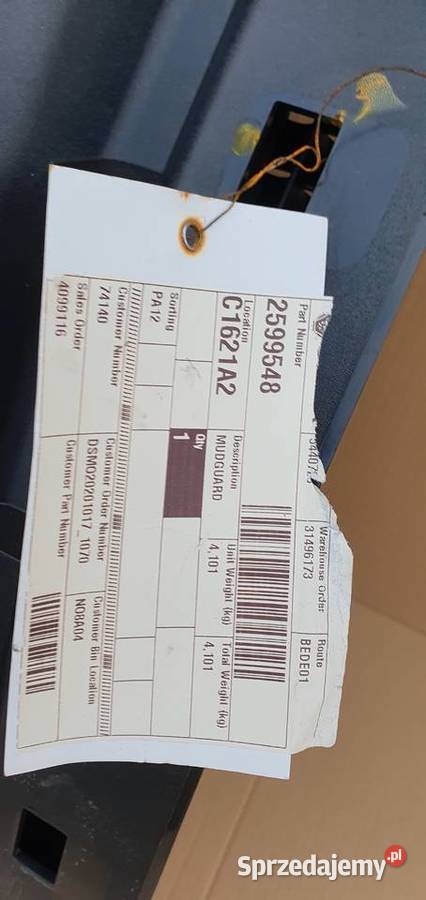 Part Number
Warehouse Order
31496173
Route
BEDE01
2599548
Location
C1621A2
Description
MUDGUARD
Unit Weight (kg)
4,101
Total Weight (kg)
4,101
Qty
1
Sorting
PA12
Customer Number
74140
Customer Order Number
DSMO20201017_1070
Customer Bin Location
N08A04
Sales Order
4099116
Customer Part Number
Sprzedajemy.pl